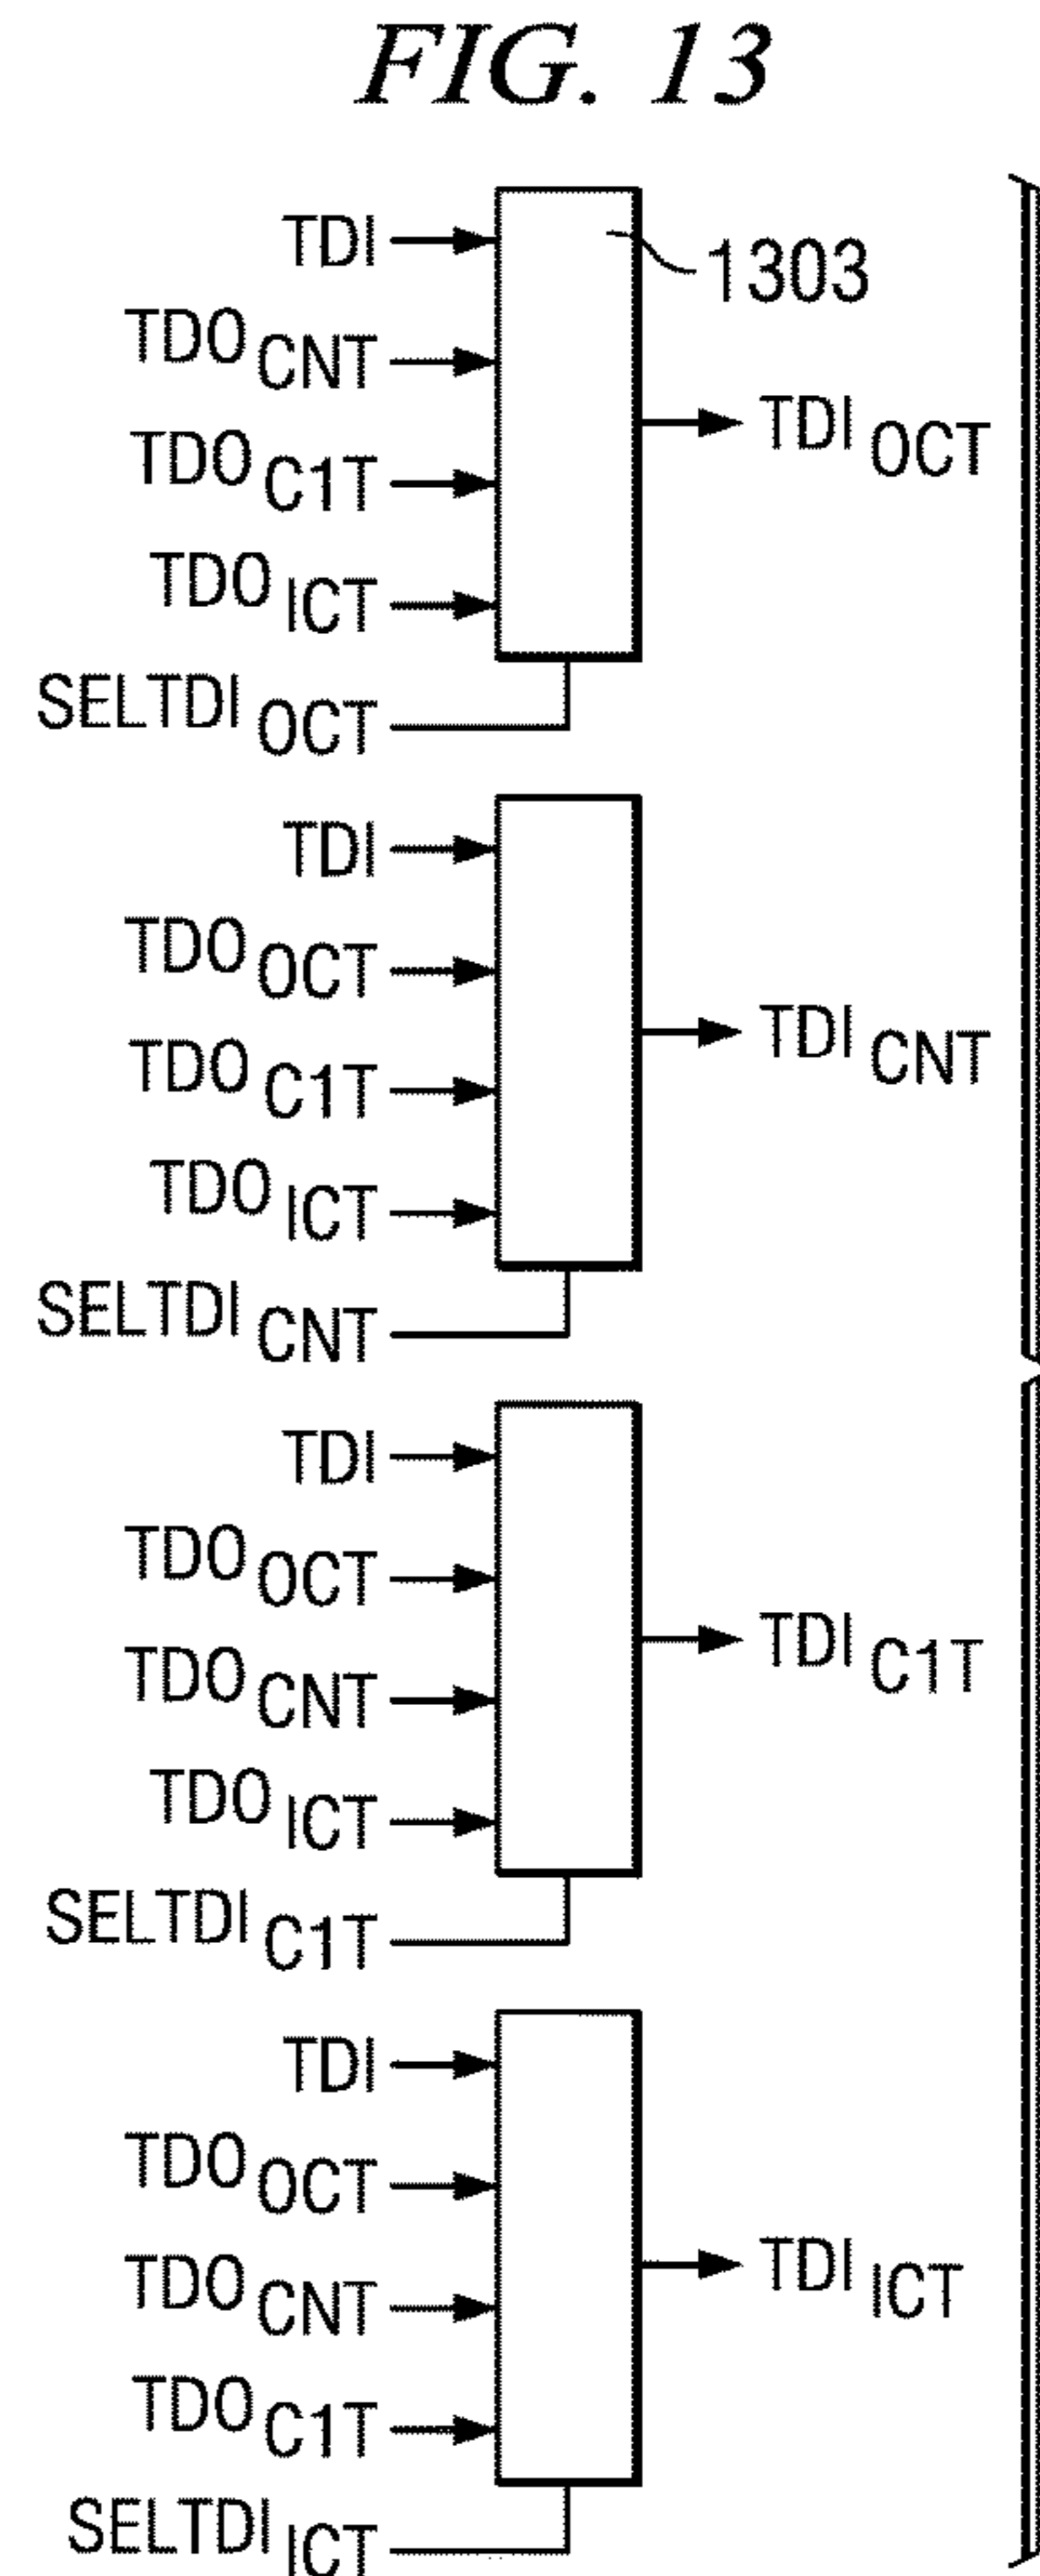 FIG. 13
TDI
1303
TDO CNT
TDI OCT
TDO C1T
TDO ICT
SELTDI OCT
TDI
TDO OCT
TDI CNT
TDO C1T
TDO ICT
SELTDI CNT
TDI
TDO OCT
TDI C1T
TDO CNT
TDO ICT
SELTDI C1T
TDI
TDO OCT
TDI ICT
TDO CNT
TDO C1T
SELTDI ICT